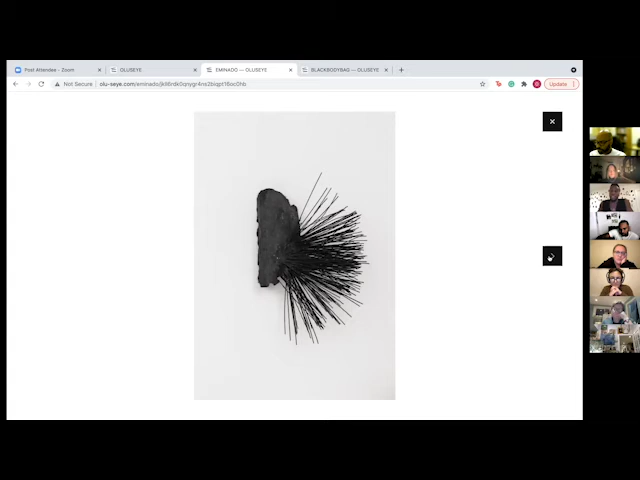 Post Attendee - Zoom
OLUSEYE
EMINADO — OLUSEYE
BLACKBODYBAG — OLUSEYE
Not Secure
Update